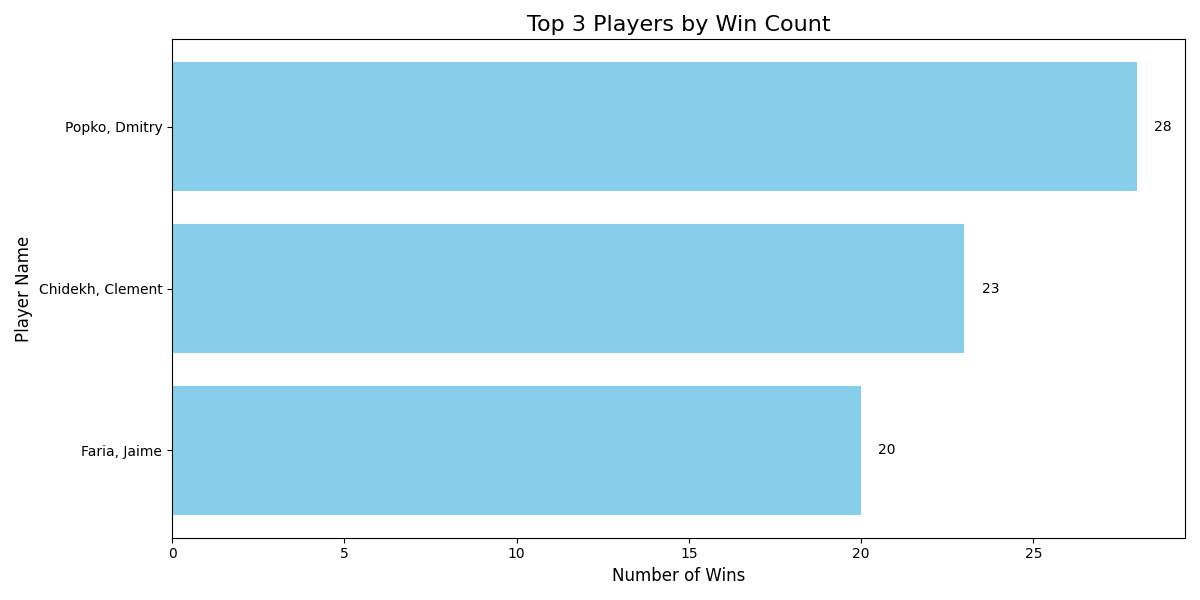 Top 3 Players by Win Count
Player Name
Popko, Dmitry
28
Chidekh, Clement
23
Faria, Jaime
20
0
5
10
15
20
25
Number of Wins